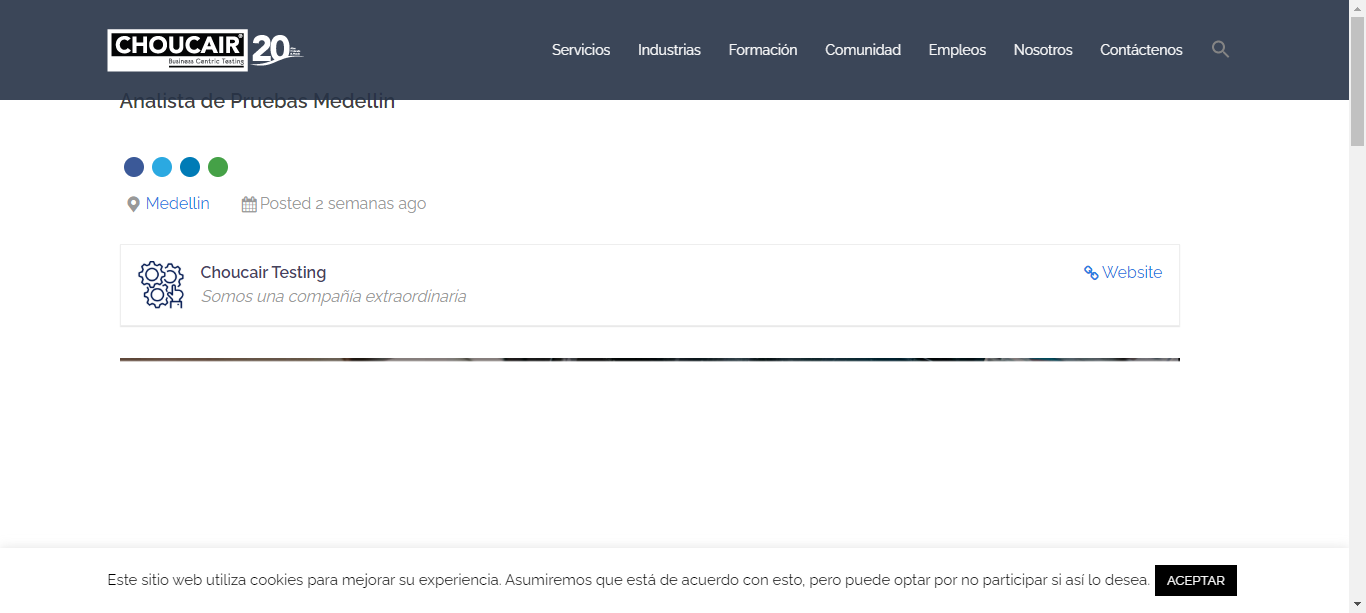 CHOUCAIR
Business Centric Testing
20
Servicios
Industrias
Formación
Comunidad
Empleos
Nosotros
Contáctenos
Analista de Pruebas Medellin
Medellin
Posted 2 semanas ago
Choucair Testing
Somos una compañía extraordinaria
Website
Este sitio web utiliza cookies para mejorar su experiencia. Asumiremos que está de acuerdo con esto, pero puede optar por no participar si así lo desea.
ACEPTAR